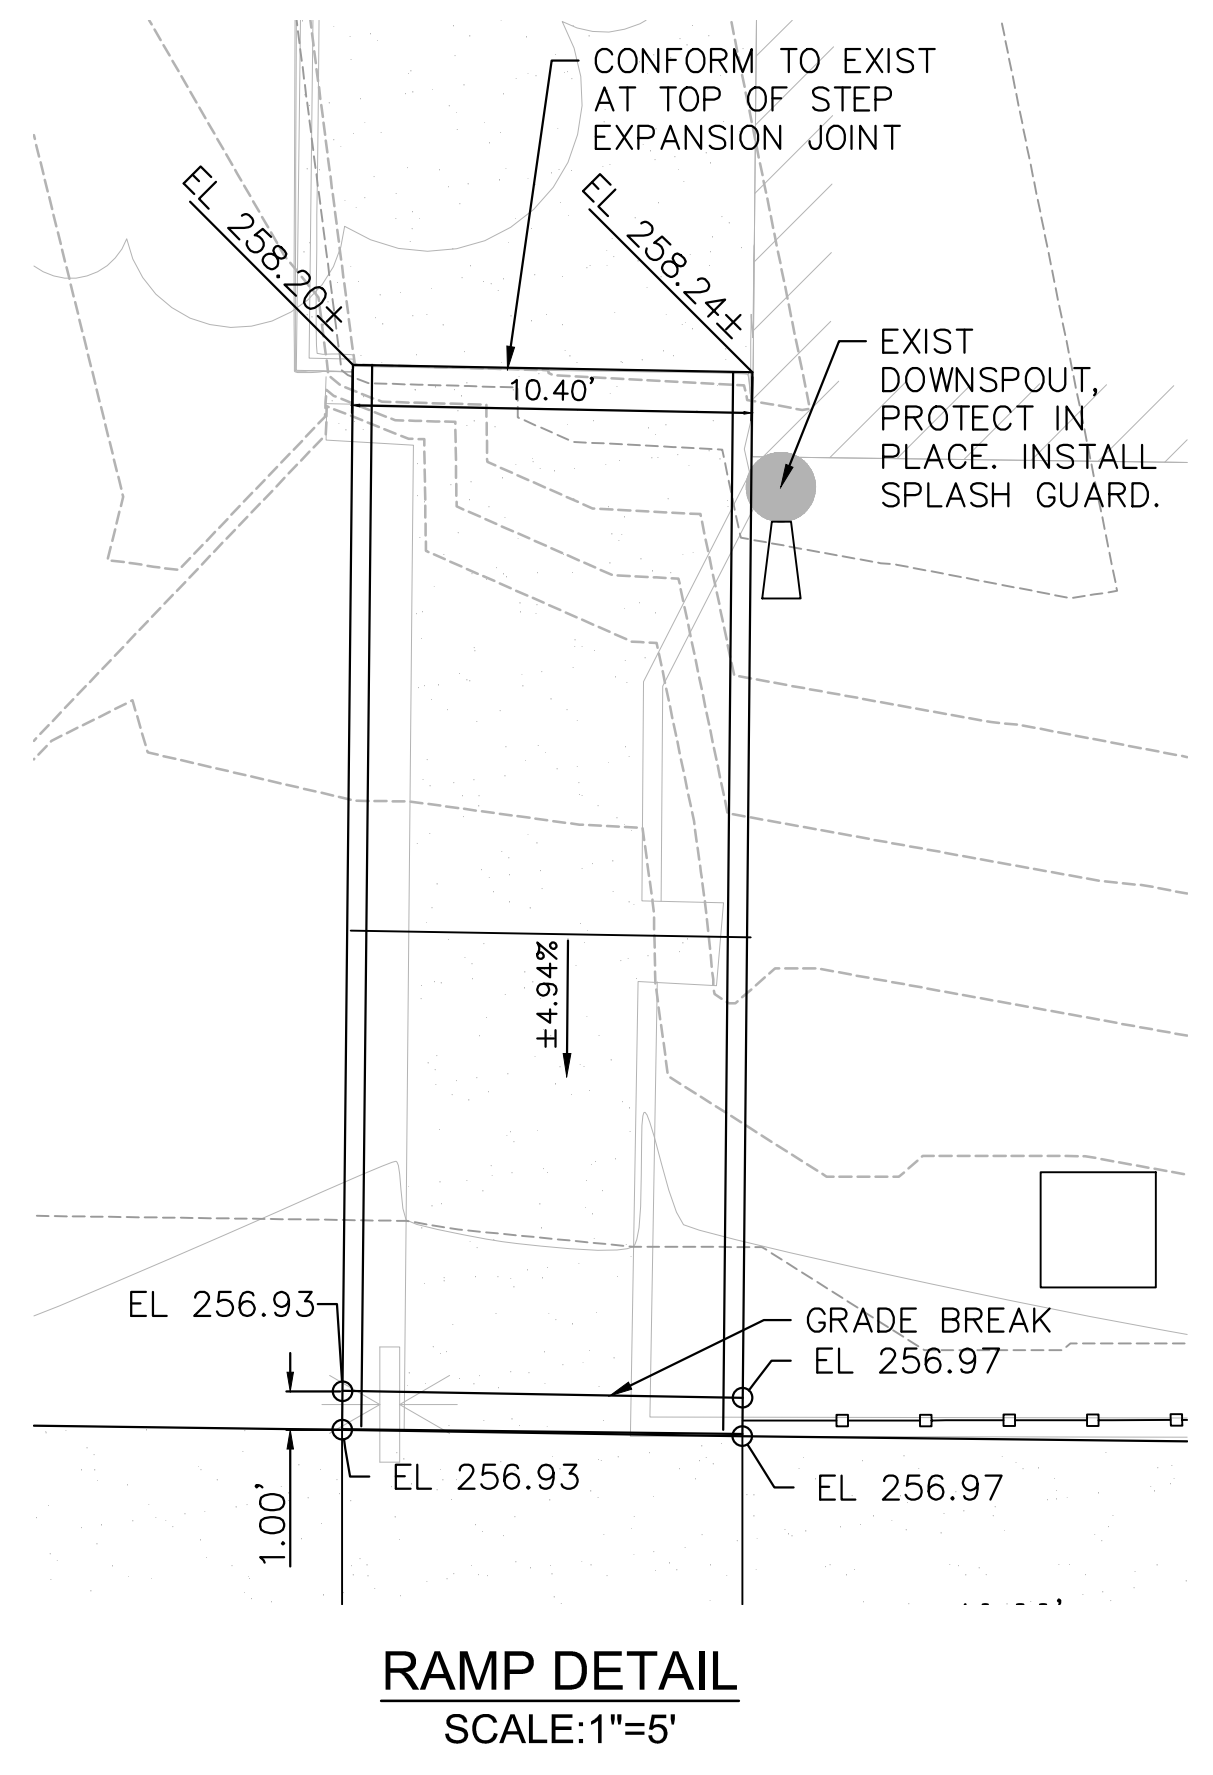 CONFORM TO EXIST
AT TOP OF STEP
EXPANSION JOINT
EL 258.20±
EL 258.24±
10.40'
EXIST
DOWNSPOUT,
PROTECT IN
PLACE. INSTALL
SPLASH GUARD.
±4.94%
EL 256.93
GRADE BREAK
EL 256.97
EL 256.93
EL 256.97
1.00'
RAMP DETAIL
SCALE:1"=5'